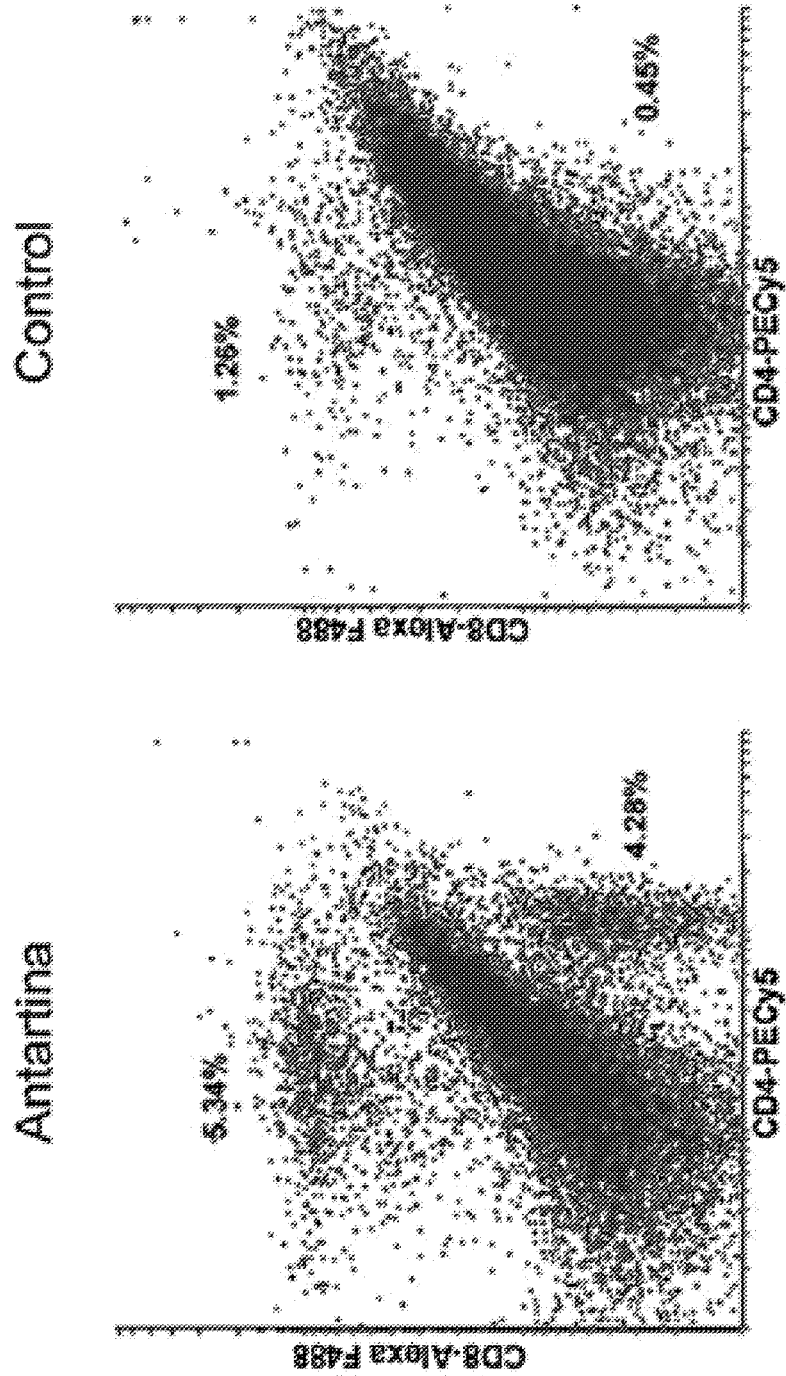 Antartina
Control
5.34%
4.28%
CD8-Alexa F488
CD4-PECy5
1.26%
0.45%
CD8-Alexa F488
CD4-PECy5